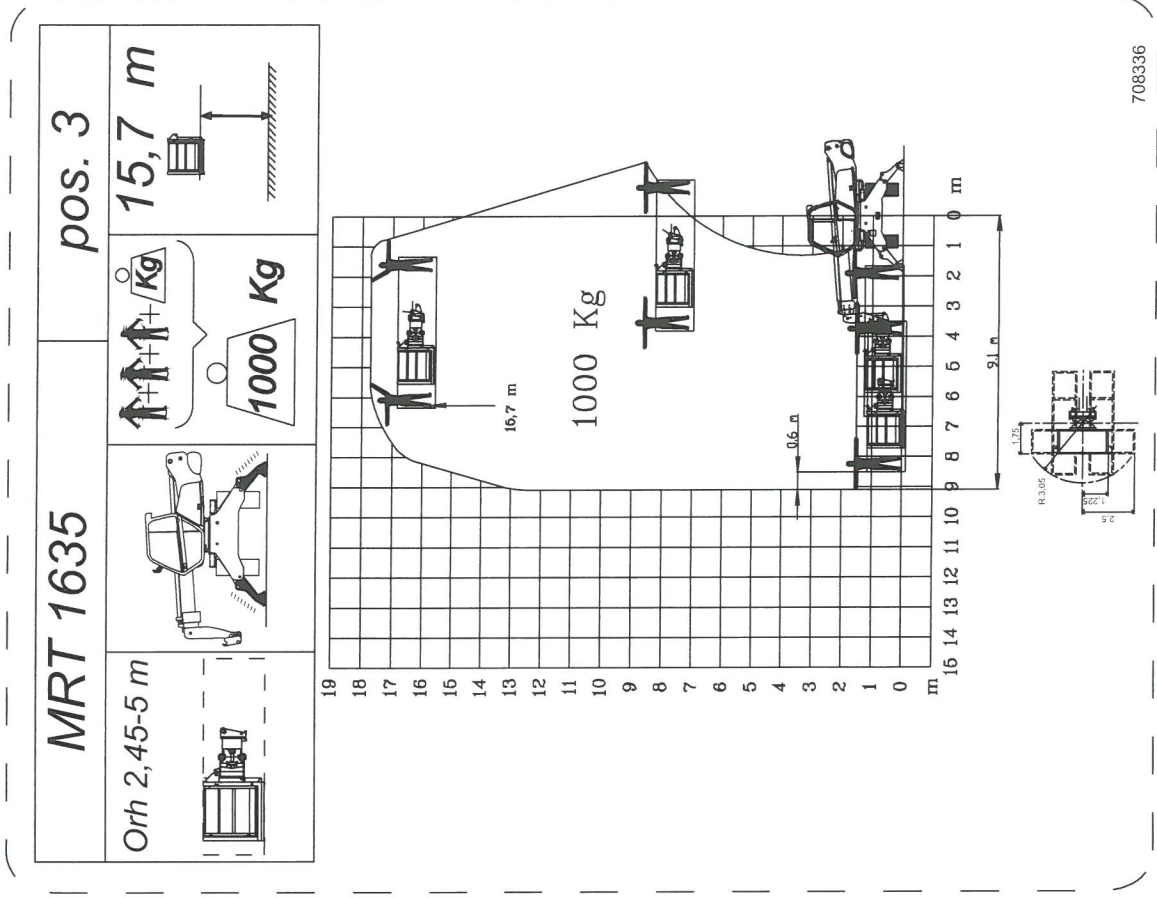 MRT 1635
pos. 3
Orh 2,45-5 m
+ + + Kg
1000 Kg
15,7 m
19
18
17
16
15
14
13
12
11
10
9
8
7
6
5
4
3
2
1
0
m
15 14 13 12 11 10 9 8 7 6 5 4 3 2 1 0 m
15,7 m
1000 Kg
0.6 m
9.1 m
R 3,05
1,75
1,225
2,5
708336